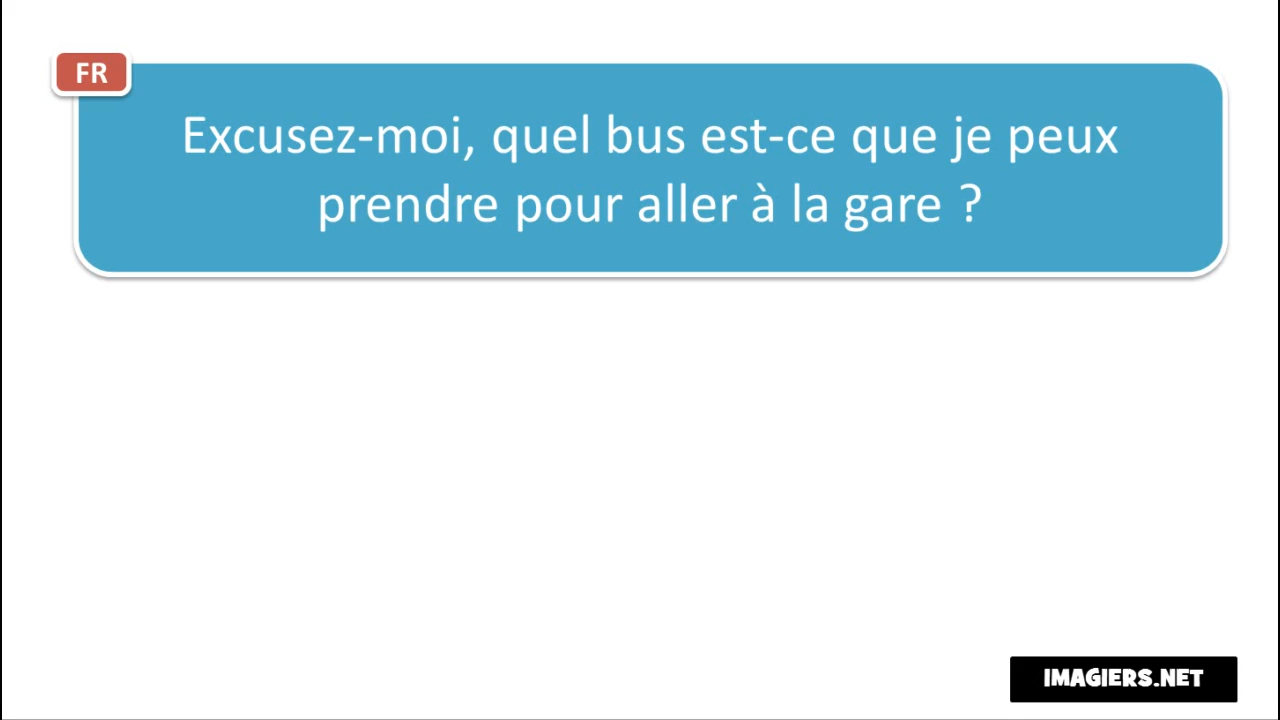 FR
Excusez-moi, quel bus est-ce que je peux
prendre pour aller à la gare ?
IMAGIERS.NET